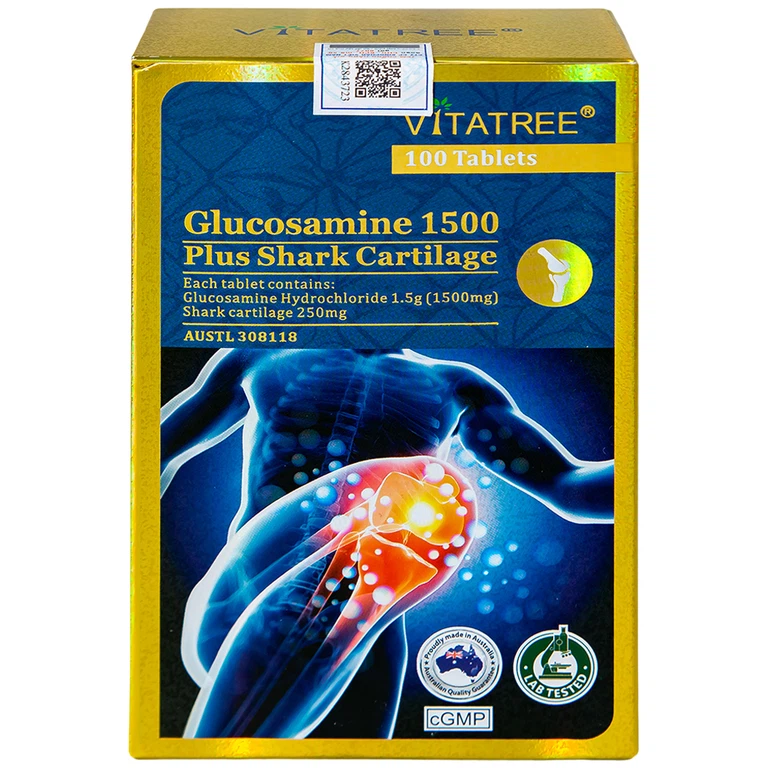 VITATREE®
K2843723
VITATREE®
100 Tablets
Glucosamine 1500
Plus Shark Cartilage
Each tablet contains:
Glucosamine Hydrochloride 1.5g (1500mg)
Shark cartilage 250mg
AUSTL 308118
Proudly made in Australia
Australian Quality Guarantee
LAB TESTED
cGMP